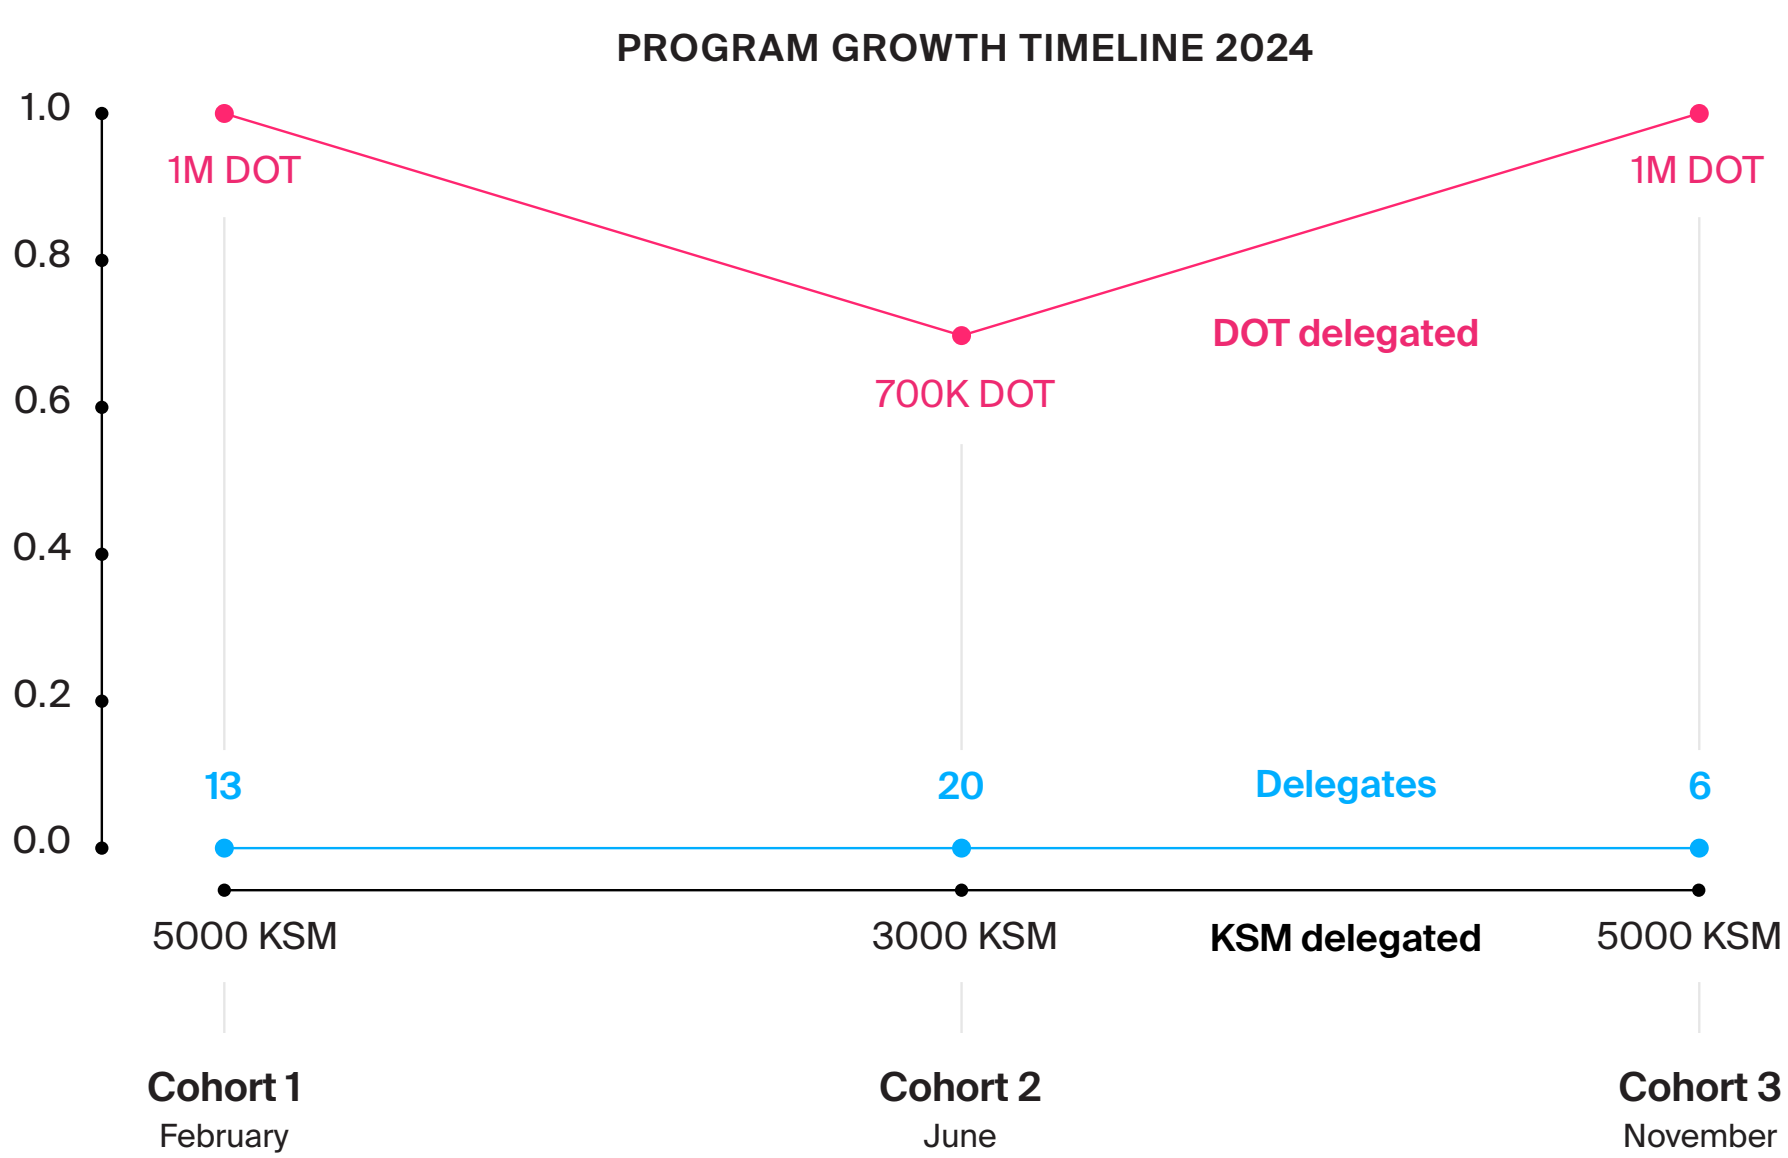 PROGRAM GROWTH TIMELINE 2024
1.0
1M DOT
1M DOT
0.8
DOT delegated
0.6
700K DOT
0.4
0.2
13
20
Delegates
6
0.0
5000 KSM
3000 KSM
KSM delegated
5000 KSM
Cohort 1
Cohort 2
Cohort 3
February
June
November